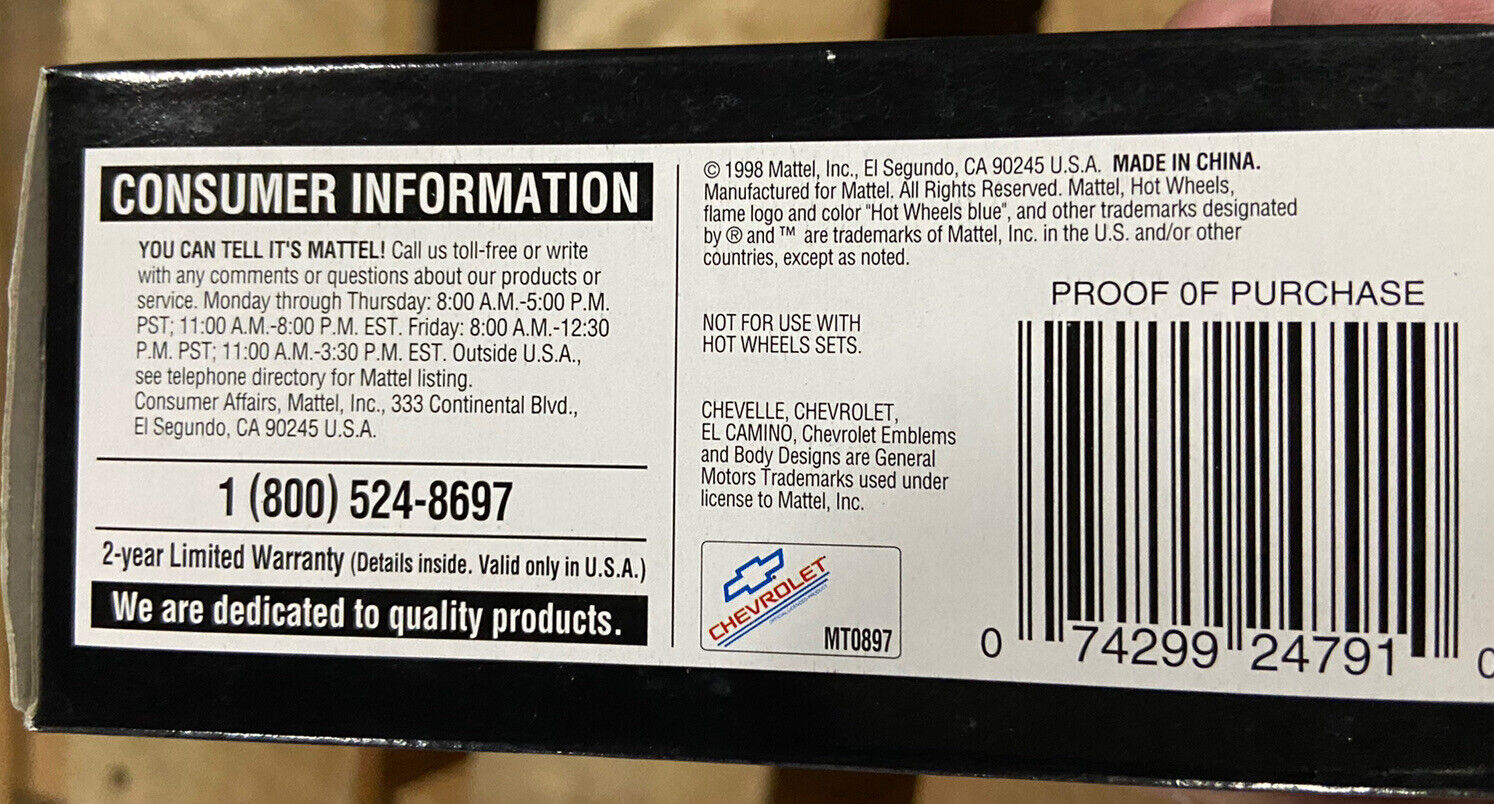 CONSUMER INFORMATION
YOU CAN TELL IT'S MATTEL! Call us toll-free or write
with any comments or questions about our products or
service. Monday through Thursday: 8:00 A.M.-5:00 P.M.
PST; 11:00 A.M.-8:00 P.M. EST. Friday: 8:00 A.M.-12:30
P.M. PST; 11:00 A.M.-3:30 P.M. EST. Outside U.S.A.,
see telephone directory for Mattel listing.
Consumer Affairs, Mattel, Inc., 333 Continental Blvd.,
El Segundo, CA 90245 U.S.A.
1 (800) 524-8697
2-year Limited Warranty (Details inside. Valid only in U.S.A.)
We are dedicated to quality products.
© 1998 Mattel, Inc., El Segundo, CA 90245 U.S.A. MADE IN CHINA.
Manufactured for Mattel. All Rights Reserved. Mattel, Hot Wheels,
flame logo and color "Hot Wheels blue", and other trademarks designated
by ® and ™ are trademarks of Mattel, Inc. in the U.S. and/or other
countries, except as noted.
NOT FOR USE WITH
HOT WHEELS SETS.
CHEVELLE, CHEVROLET,
EL CAMINO, Chevrolet Emblems
and Body Designs are General
Motors Trademarks used under
license to Mattel, Inc.
CHEVROLET
MT0897
PROOF OF PURCHASE
0 74299 24791 0